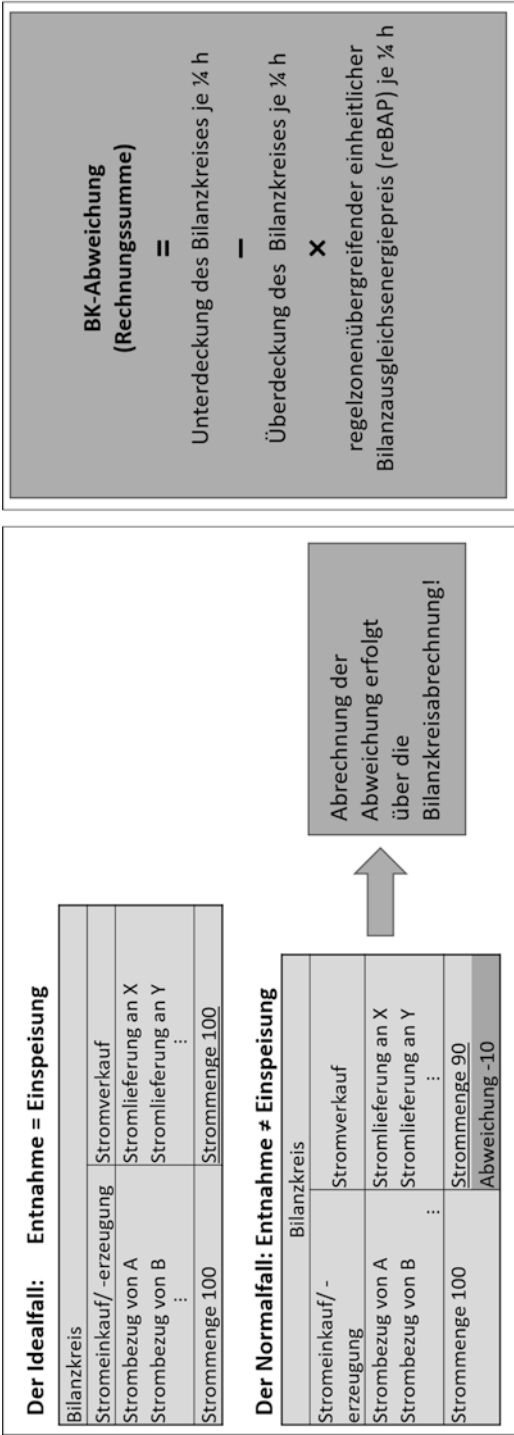 Der Idealfall: Entnahme = Einspeisung
Bilanzkreis
Stromeinkauf/ -erzeugung Stromverkauf
Strombezug von A Stromlieferung an X
Strombezug von B Stromlieferung an Y
⋮ ⋮
Strommenge 100 Strommenge 100
Der Normalfall: Entnahme ≠ Einspeisung
Bilanzkreis
Stromeinkauf/ - Stromverkauf
erzeugung
Strombezug von A Stromlieferung an X
Strombezug von B Stromlieferung an Y
⋮ ⋮
Strommenge 100 Strommenge 90
Abweichung -10
Abrechnung der
Abweichung erfolgt
über die
Bilanzkreisabrechnung!
BK-Abweichung
(Rechnungssumme)
=
Unterdeckung des Bilanzkreises je ¼ h
–
Überdeckung des Bilanzkreises je ¼ h
×
regelzonenübergreifender einheitlicher
Bilanzausgleichsenergiepreis (reBAP) je ¼ h